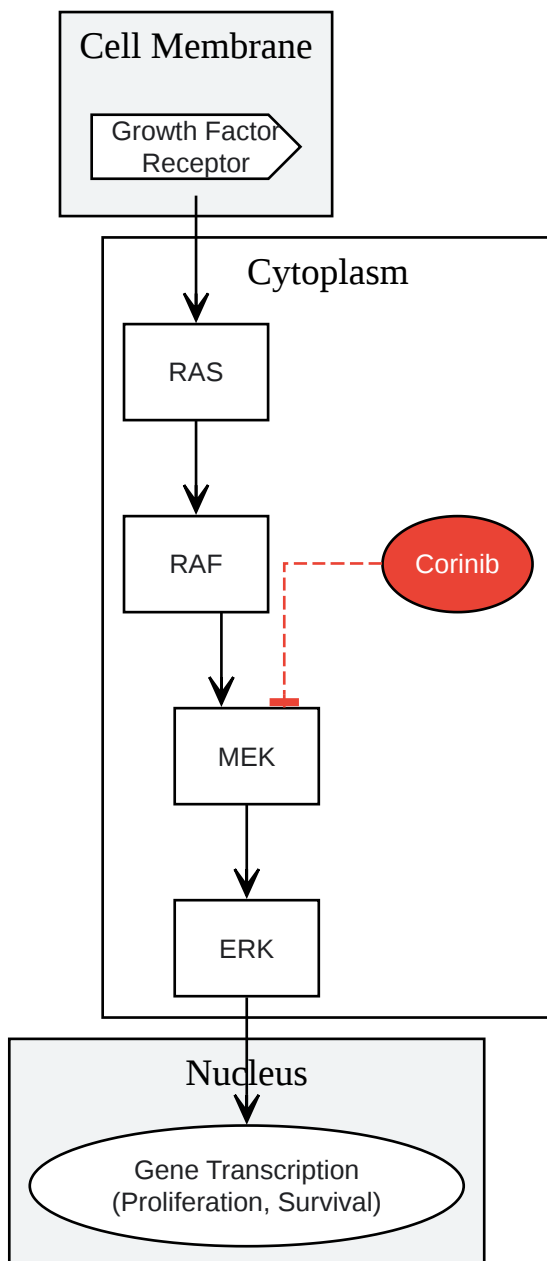 Cell Membrane
Growth Factor
Receptor
Cytoplasm
RAS
RAF
Corinib
MEK
ERK
Nucleus
Gene Transcription
(Proliferation, Survival)